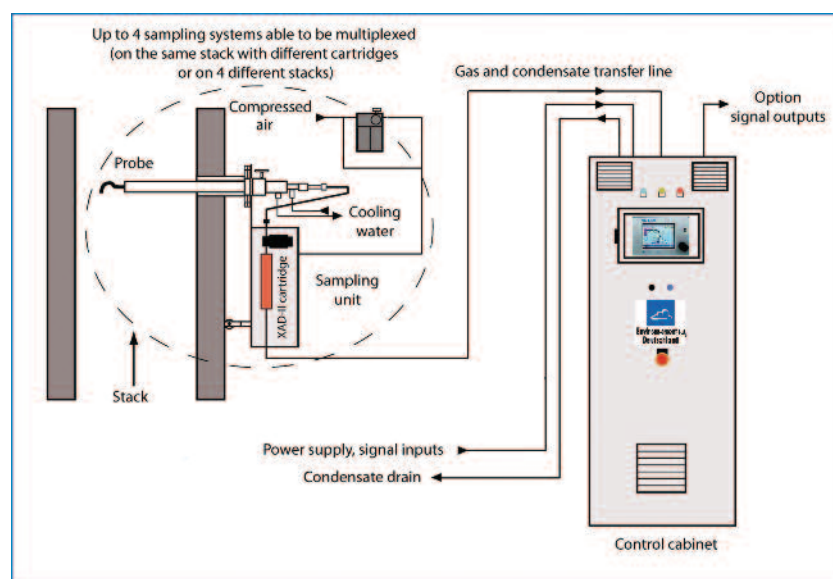 Up to 4 sampling systems able to be multiplexed
(on the same stack with different cartridges
or on 4 different stacks)
Gas and condensate transfer line
Compressed
air
Option
signal outputs
Probe
Cooling
water
XAD-II cartridge
Sampling
unit
Stack
Deutschland
Power supply, signal inputs
Condensate drain
Control cabinet